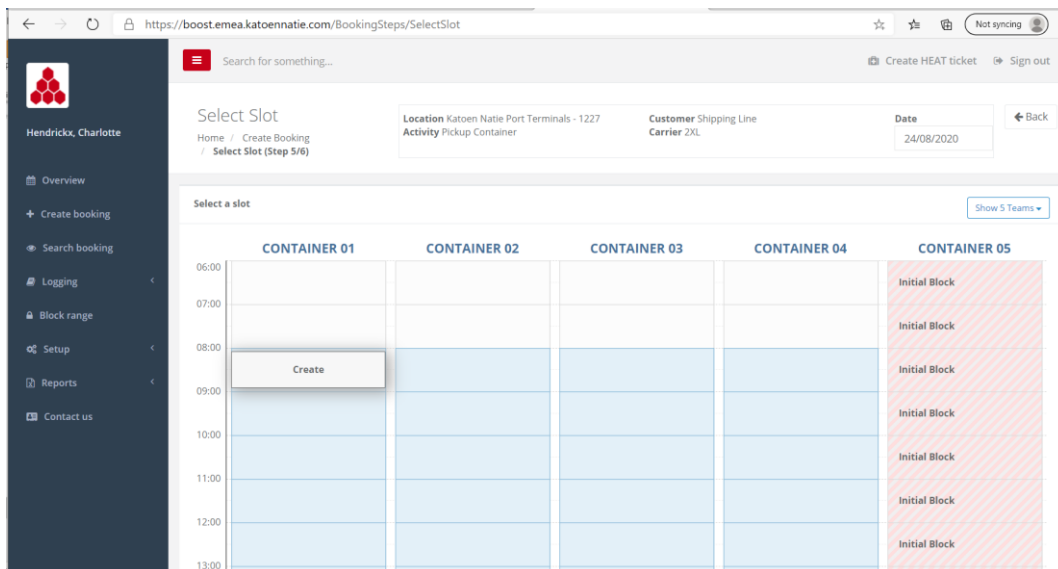 https://boost.emea.katoennatie.com/BookingSteps/SelectSlot
Not syncing
Search for something...
Create HEAT ticket
Sign out
Hendrickx, Charlotte
Overview
Create booking
Search booking
Logging
Block range
Setup
Reports
Contact us
Select Slot
Home / Create Booking
/ Select Slot (Step 5/6)
Location Katoen Natie Port Terminals - 1227
Activity Pickup Container
Customer Shipping Line
Carrier 2XL
Date
24/08/2020
Back
Select a slot
Show 5 Teams
CONTAINER 01 CONTAINER 02 CONTAINER 03 CONTAINER 04 CONTAINER 05
06:00
Initial Block
07:00
Initial Block
08:00
Create
Initial Block
09:00
Initial Block
10:00
Initial Block
11:00
Initial Block
12:00
Initial Block
13:00